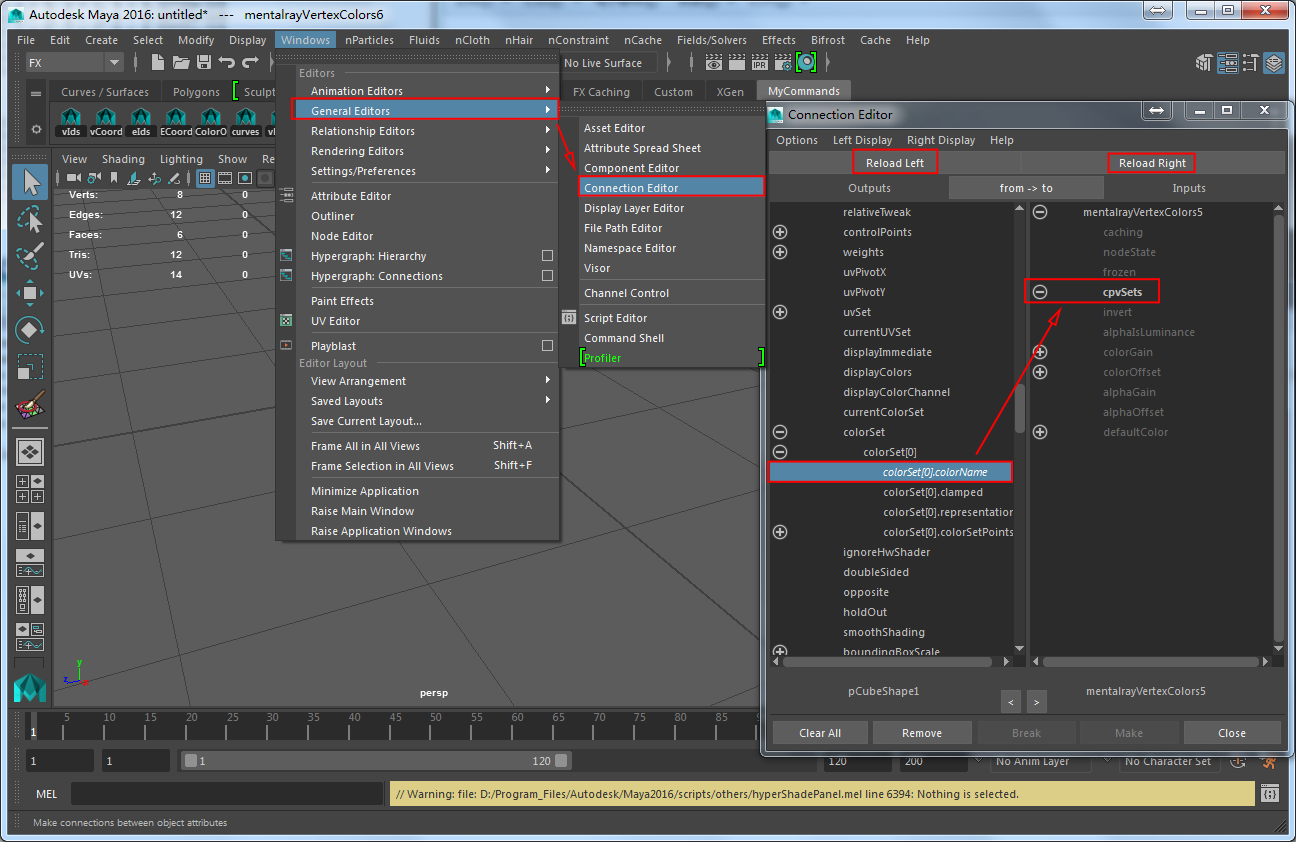 Autodesk Maya 2016: untitled* --- mentalrayVertexColors6
File Edit Create Select Modify Display Windows nParticles Fluids nCloth nHair nConstraint nCache Fields/Solvers Effects Bifrost Cache Help
FX
No Live Surface
IPR
Curves / Surfaces Polygons Sculpt
FX Caching Custom XGen MyCommands
vIds vCoord eIds ECoord ColorO curves
View Shading Lighting Show Re
Verts: 8 0
Edges: 12 0
Faces: 6 0
Tris: 12 0
UVs: 14 0
Editors
Animation Editors
General Editors
Relationship Editors
Rendering Editors
Settings/Preferences
Attribute Editor
Outliner
Node Editor
Hypergraph: Hierarchy
Hypergraph: Connections
Paint Effects
UV Editor
Playblast
Editor Layout
View Arrangement
Saved Layouts
Save Current Layout...
Frame All in All Views Shift+A
Frame Selection in All Views Shift+F
Minimize Application
Raise Main Window
Raise Application Windows
Asset Editor
Attribute Spread Sheet
Component Editor
Connection Editor
Display Layer Editor
File Path Editor
Namespace Editor
Visor
Channel Control
Script Editor
Command Shell
Profiler
Connection Editor
Options Left Display Right Display Help
Reload Left Reload Right
Outputs from -> to Inputs
relativeTweak
controlPoints
weights
uvPivotX
uvPivotY
uvSet
currentUVSet
displayImmediate
displayColors
displayColorChannel
currentColorSet
colorSet
colorSet[0]
colorSet[0].colorName
colorSet[0].clamped
colorSet[0].representation
colorSet[0].colorSetPoints
ignoreHwShader
doubleSided
opposite
holdOut
smoothShading
boundingBoxScale
mentalrayVertexColors5
caching
nodeState
frozen
cpvSets
invert
alphaIsLuminance
colorGain
colorOffset
alphaGain
alphaOffset
defaultColor
pCubeShape1 mentalrayVertexColors5
< >
Clear All Remove Break Make Close
y
z
persp
1 5 10 15 20 25 30 35 40 45 50 55 60 65 70 75 80 85
1 1 1 120 120 200 No Anim Layer No Character Set
MEL // Warning: file: D:/Program_Files/Autodesk/Maya2016/scripts/others/hyperShadePanel.mel line 6394: Nothing is selected.
Make connections between object attributes